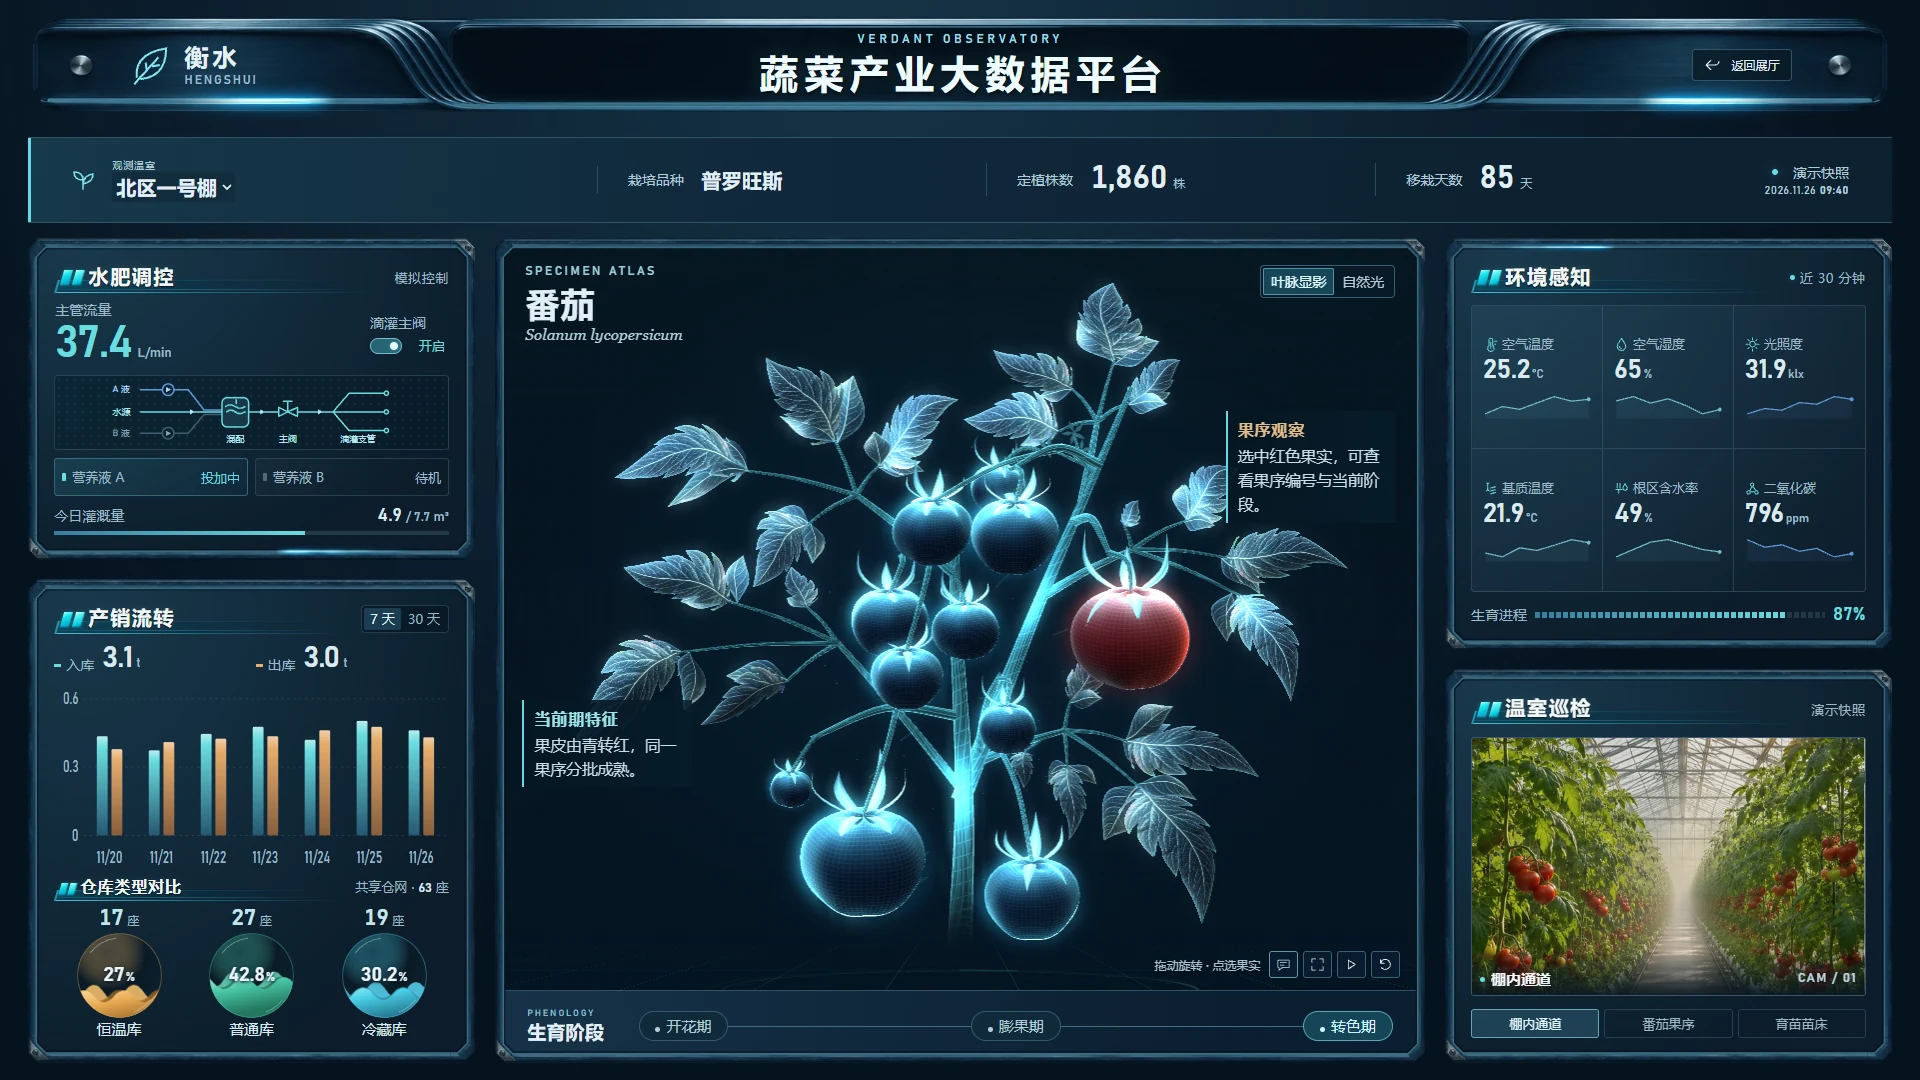 VERDANT OBSERVATORY
衡水
HENGSHUI
蔬菜产业大数据平台
返回展厅
观测温室
北区一号棚
栽培品种 普罗旺斯
定植株数 1,860 株
移栽天数 85 天
演示快照
2026.11.26 09:40
水肥调控
模拟控制
主管流量
37.4 L/min
滴灌主阀
开启
A 液
水源
B 液
混配
主阀
滴灌支管
营养液 A 投加中
营养液 B 待机
今日灌溉量 4.9 / 7.7 m³
产销流转
7 天 30 天
入库 3.1 t
出库 3.0 t
0.6
0.3
0
11/20 11/21 11/22 11/23 11/24 11/25 11/26
仓库类型对比
共享仓网 · 63 座
17 座 27 座 19 座
27% 42.8% 30.2%
恒温库 普通库 冷藏库
SPECIMEN ATLAS
番茄
Solanum lycopersicum
叶脉显影 自然光
果序观察
选中红色果实，可查
看果序编号与当前阶
段。
当前期特征
果皮由青转红，同一
果序分批成熟。
拖动旋转 · 点选果实
PHENOLOGY
生育阶段
开花期 膨果期 转色期
环境感知
近 30 分钟
空气温度
25.2 °C
空气湿度
65 %
光照度
31.9 klx
基质温度
21.9 °C
根区含水率
49 %
二氧化碳
796 ppm
生育进程 87%
温室巡检
演示快照
棚内通道
CAM / 01
棚内通道 番茄果序 育苗苗床